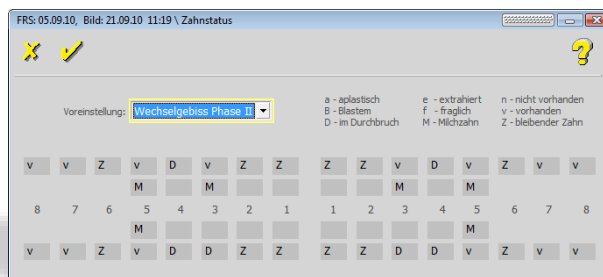 FRS: 05.09.10, Bild: 21.09.10 11:19 \ Zahnstatus
Voreinstellung: Wechselgebiss Phase II
a - aplastisch e - extrahiert n - nicht vorhanden
B - Blastem f - fraglich v - vorhanden
D - im Durchbruch M - Milchzahn Z - bleibender Zahn
v v Z v D v Z Z Z Z v D v Z v v
M M M M
8 7 6 5 4 3 2 1 1 2 3 4 5 6 7 8
M M
v v Z v D D Z Z Z Z D D v Z v v